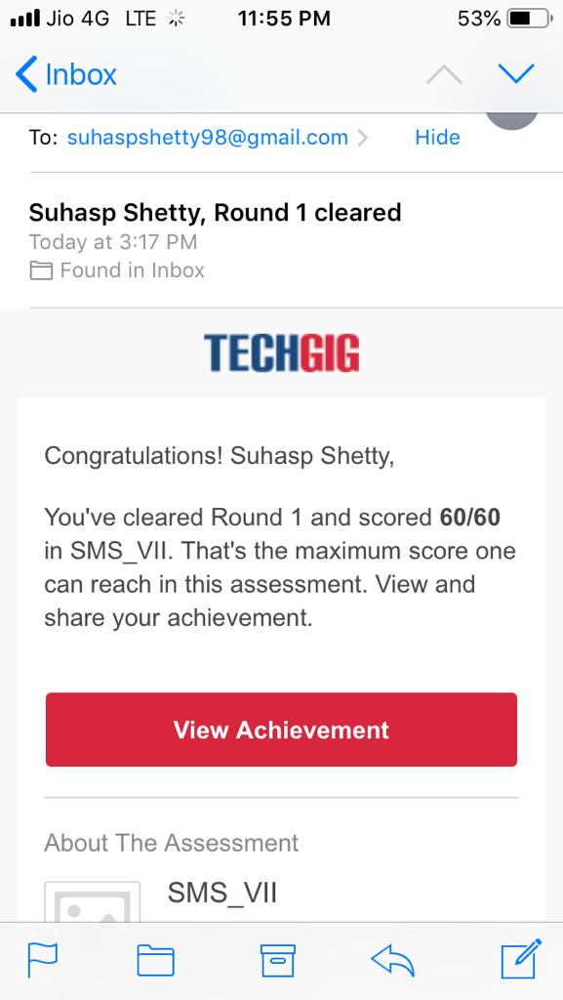 Jio 4G LTE 11:55 PM 53%
Inbox
To: suhaspshetty98@gmail.com Hide
Suhasp Shetty, Round 1 cleared
Today at 3:17 PM
Found in Inbox
TECHGIG
Congratulations! Suhasp Shetty,
You've cleared Round 1 and scored 60/60
in SMS_VII. That's the maximum score one
can reach in this assessment. View and
share your achievement.
View Achievement
About The Assessment
SMS_VII